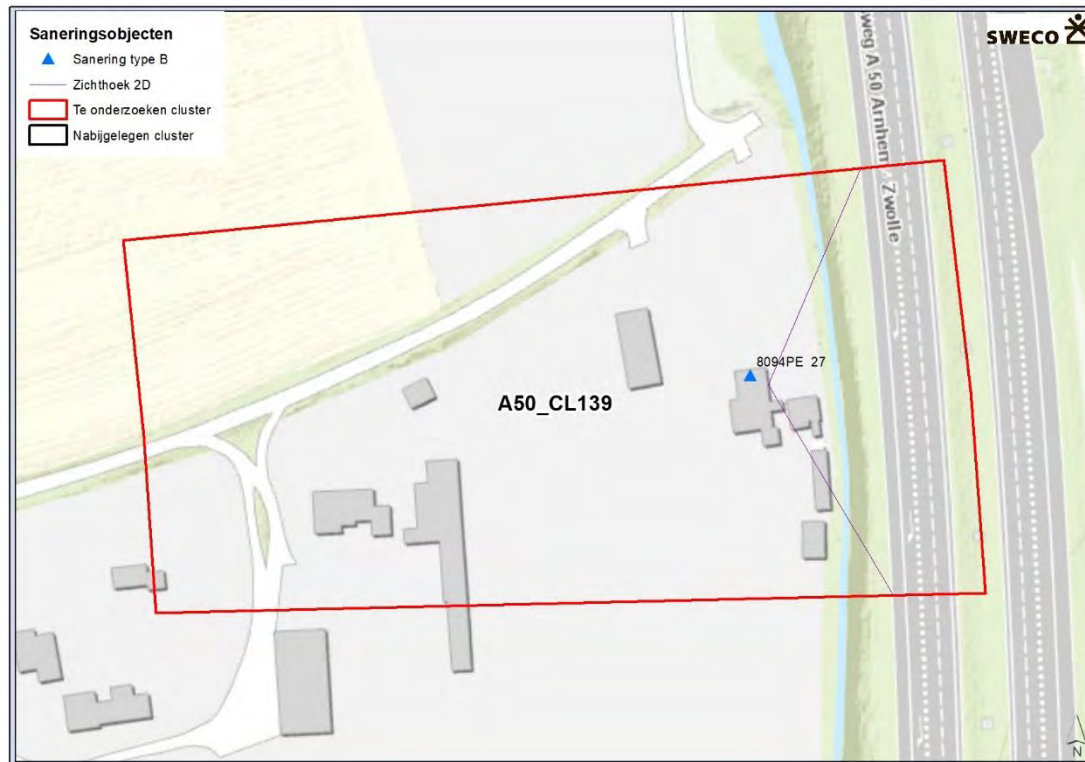 Saneringsobjecten
Sanering type B
Zichthoek 2D
Te onderzoeken cluster
Nabijgelegen cluster
SWECO
weg A 50 Arnhem - Zwolle
8094PE 27
A50_CL139
N